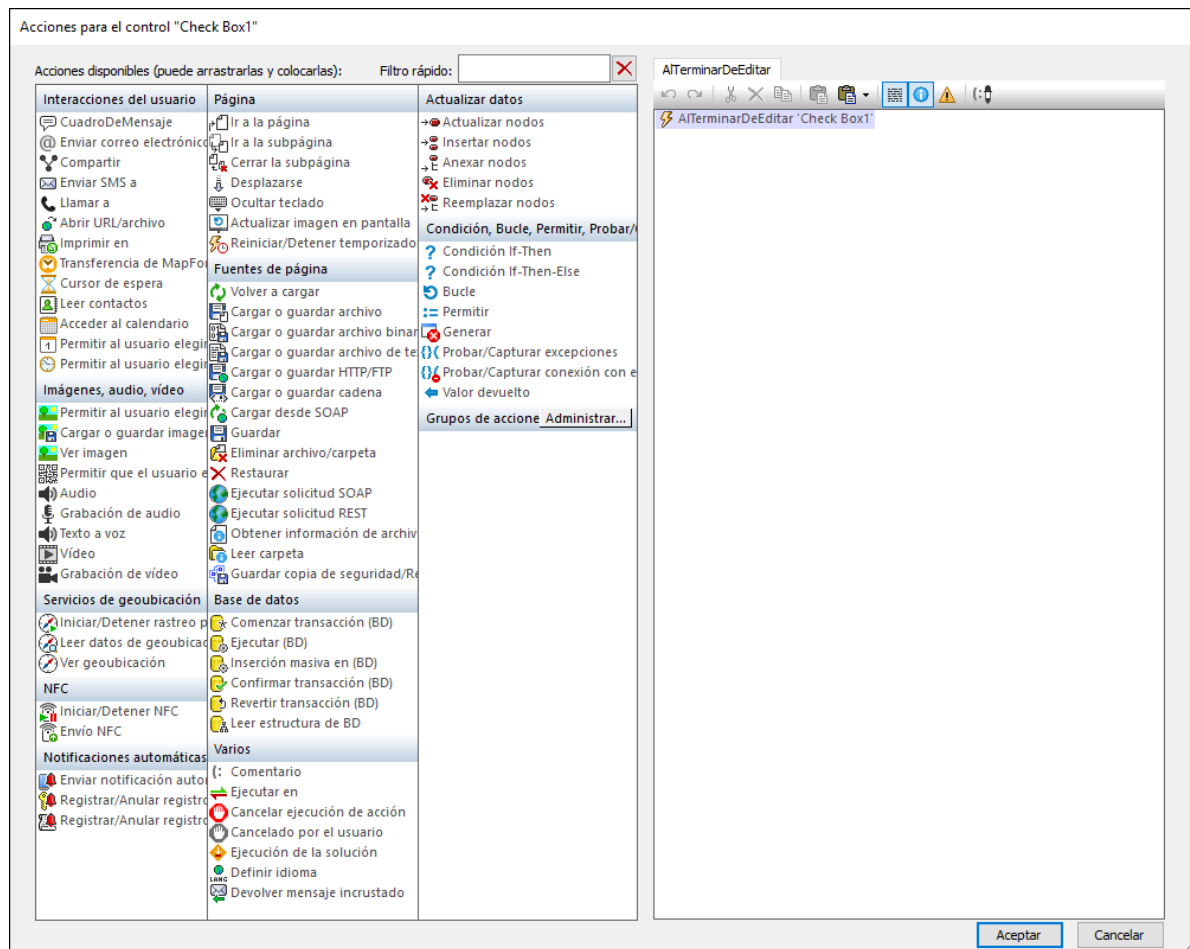 Acciones para el control "Check Box1"
Acciones disponibles (puede arrastrarlas y colocarlas):
Filtro rápido:
Interacciones del usuario
CuadroDeMensaje
Enviar correo electrónico
Compartir
Enviar SMS a
Llamar a
Abrir URL/archivo
Imprimir en
Transferencia de MapFor
Cursor de espera
Leer contactos
Acceder al calendario
Permitir al usuario elegir
Permitir al usuario elegir
Imágenes, audio, vídeo
Permitir al usuario elegir
Cargar o guardar imagen
Ver imagen
Permitir que el usuario e
Audio
Grabación de audio
Texto a voz
Vídeo
Grabación de vídeo
Servicios de geoubicación
Iniciar/Detener rastreo p
Leer datos de geoubicac
Ver geoubicación
NFC
Iniciar/Detener NFC
Envío NFC
Notificaciones automáticas
Enviar notificación auto
Registrar/Anular registro
Registrar/Anular registro
Página
Ir a la página
Ir a la subpágina
Cerrar la subpágina
Desplazarse
Ocultar teclado
Actualizar imagen en pantalla
Reiniciar/Detener temporizado
Fuentes de página
Volver a cargar
Cargar o guardar archivo
Cargar o guardar archivo binar
Cargar o guardar archivo de te
Cargar o guardar HTTP/FTP
Cargar o guardar cadena
Cargar desde SOAP
Guardar
Eliminar archivo/carpeta
Restaurar
Ejecutar solicitud SOAP
Ejecutar solicitud REST
Obtener información de archiv
Leer carpeta
Guardar copia de seguridad/Re
Base de datos
Comenzar transacción (BD)
Ejecutar (BD)
Inserción masiva en (BD)
Confirmar transacción (BD)
Revertir transacción (BD)
Leer estructura de BD
Varios
(: Comentario
Ejecutar en
Cancelar ejecución de acción
Cancelado por el usuario
Ejecución de la solución
LANG Definir idioma
Devolver mensaje incrustado
Actualizar datos
Actualizar nodos
Insertar nodos
Anexar nodos
Eliminar nodos
Reemplazar nodos
Condición, Bucle, Permitir, Probar/
? Condición If-Then
? Condición If-Then-Else
Bucle
Permitir
Generar
Probar/Capturar excepciones
Probar/Capturar conexión con e
Valor devuelto
Grupos de accione
Administrar...
AlTerminarDeEditar
AlTerminarDeEditar 'Check Box1'
Aceptar
Cancelar